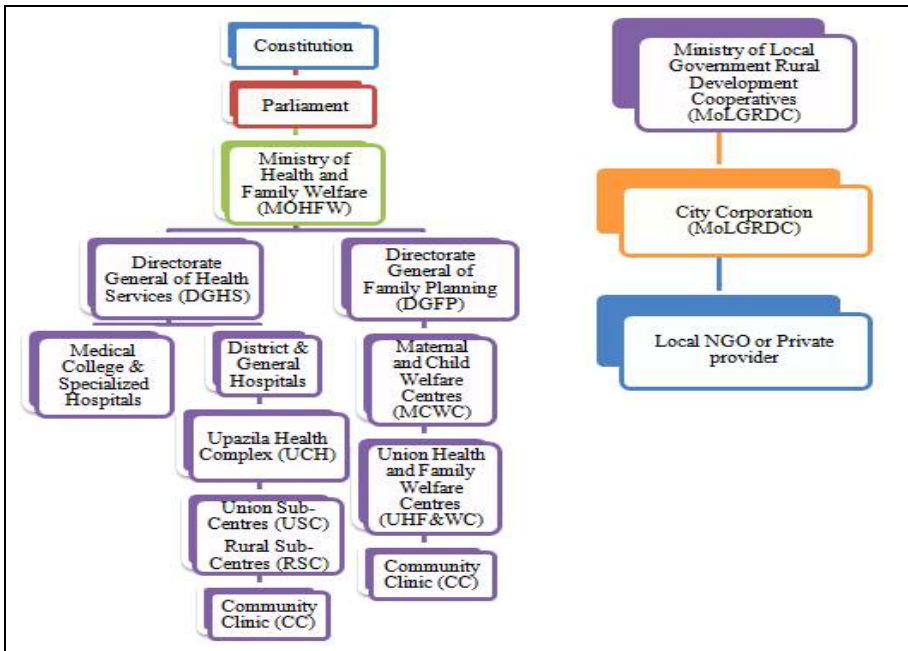 Constitution
Parliament
Ministry of
Health and
Family Welfare
(MOHFW)
Directorate
General of Health
Services (DGHS)
Medical
College &
Specialized
Hospitals
District &
General
Hospitals
Upazila Health
Complex (UCH)
Union Sub-
Centres (USC)
Rural Sub-
Centres (RSC)
Community
Clinic (CC)
Directorate
General of
Family Planning
(DGFP)
Maternal
and Child
Welfare
Centres
(MCWC)
Union Health
and Family
Welfare
Centres
(UHF&WC)
Community
Clinic (CC)
Ministry of Local
Government Rural
Development
Cooperatives
(MoLGRDC)
City Corporation
(MoLGRDC)
Local NGO or Private
provider